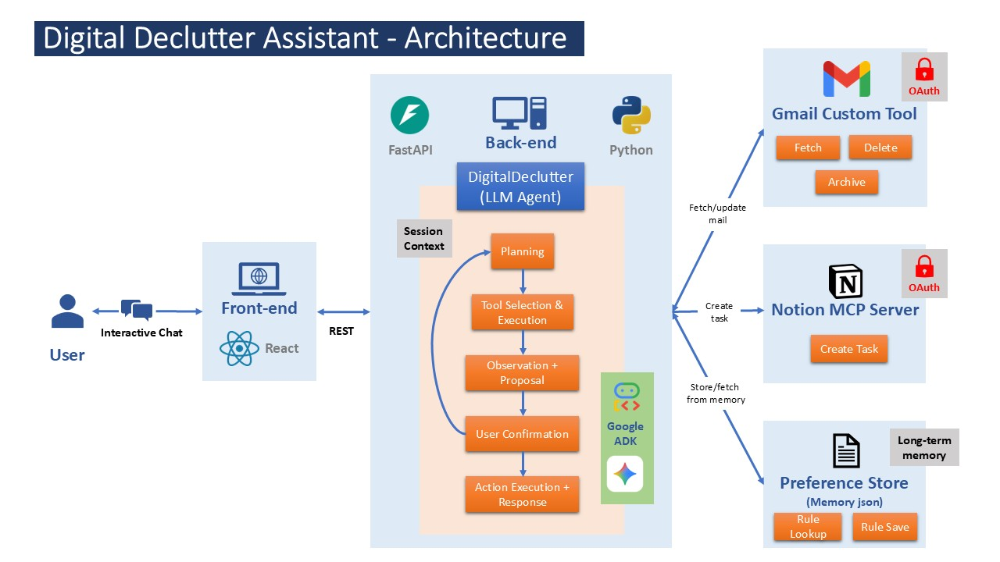 Digital Declutter Assistant - Architecture
User
Interactive Chat
Front-end
React
REST
FastAPI
Back-end
Python
DigitalDeclutter
(LLM Agent)
Session
Context
Planning
Tool Selection &
Execution
Observation +
Proposal
User Confirmation
Action Execution +
Response
Google
ADK
Fetch/update
mail
Create
task
Store/fetch
from memory
OAuth
Gmail Custom Tool
Fetch
Delete
Archive
OAuth
N
Notion MCP Server
Create Task
Long-term
memory
Preference Store
(Memory json)
Rule
Lookup
Rule Save